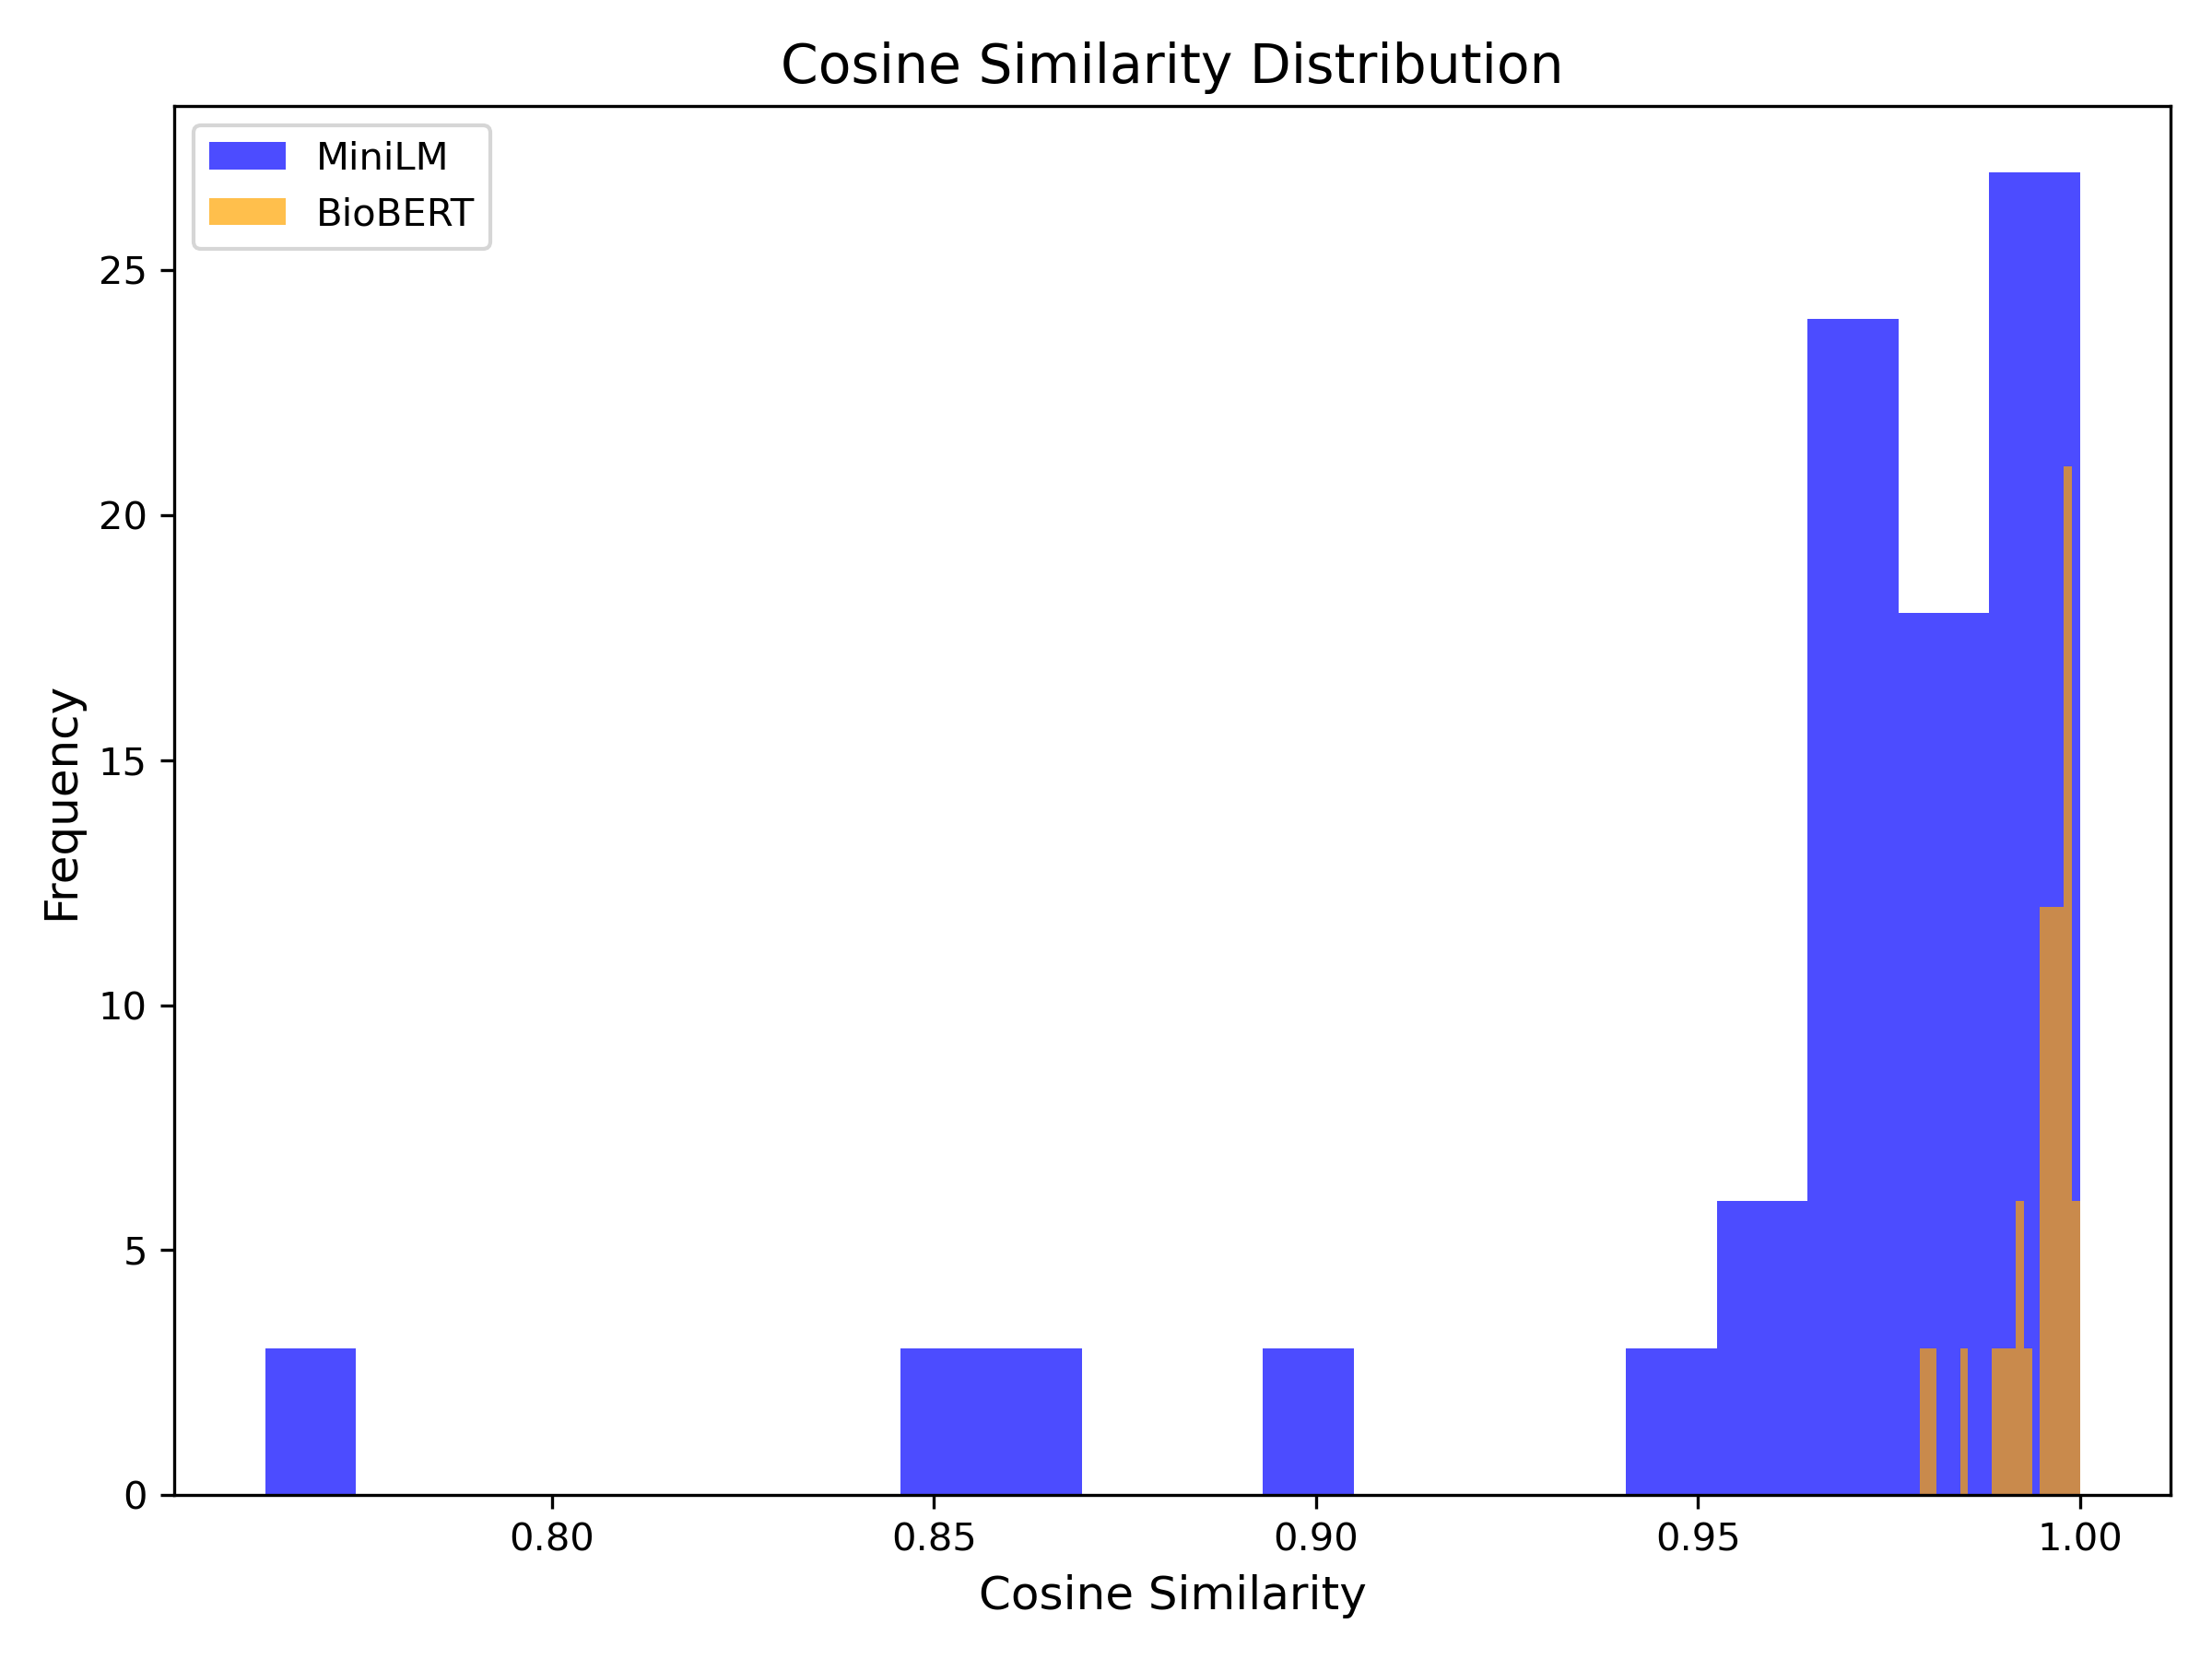 Cosine Similarity Distribution
MiniLM
BioBERT
Frequency
25
20
15
10
5
0
0.80 0.85 0.90 0.95 1.00
Cosine Similarity